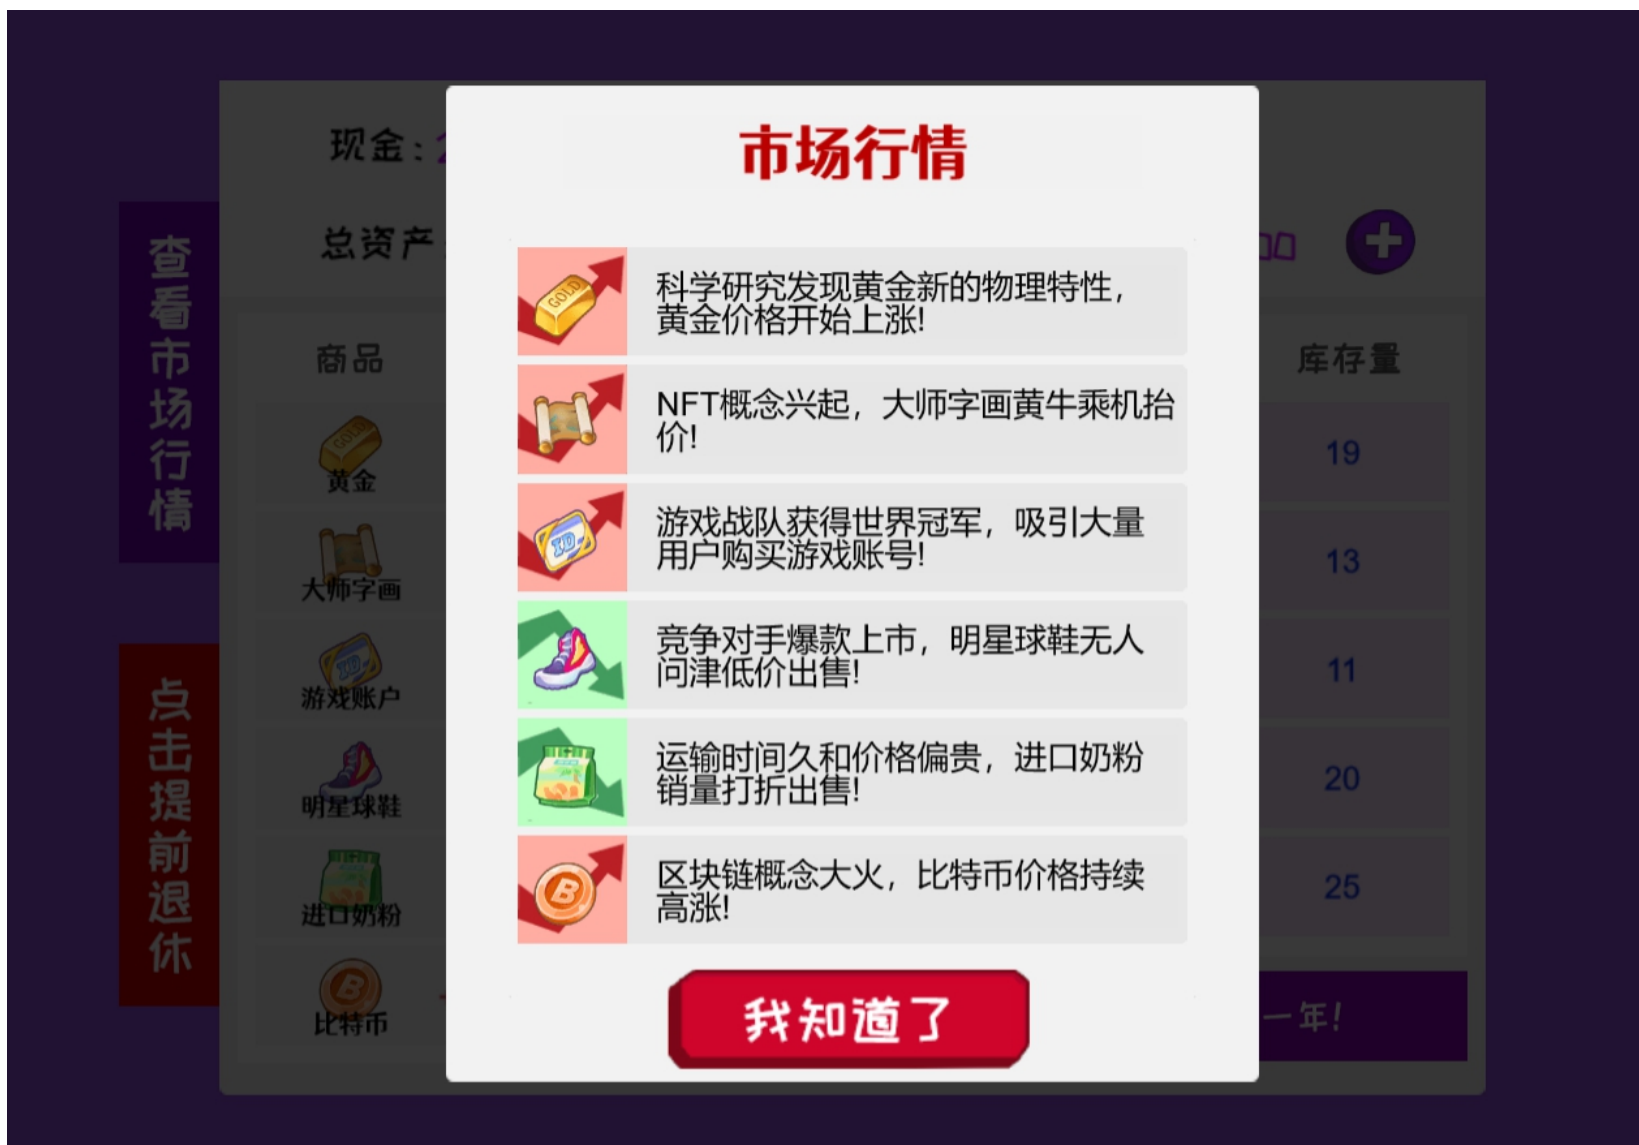 市场行情
科学研究发现黄金新的物理特性，
黄金价格开始上涨!
NFT概念兴起，大师字画黄牛乘机抬
价!
游戏战队获得世界冠军，吸引大量
用户购买游戏账号!
竞争对手爆款上市，明星球鞋无人
问津低价出售!
运输时间久和价格偏贵，进口奶粉
销量打折出售!
区块链概念大火，比特币价格持续
高涨!
我知道了
现金:
总资产
查看市场行情
点击提前退休
商品
库存量
GOLD
黄金
19
大师字画
13
ID
游戏账户
11
明星球鞋
20
进口奶粉
25
B
比特币
一年!
GOLD
ID
B